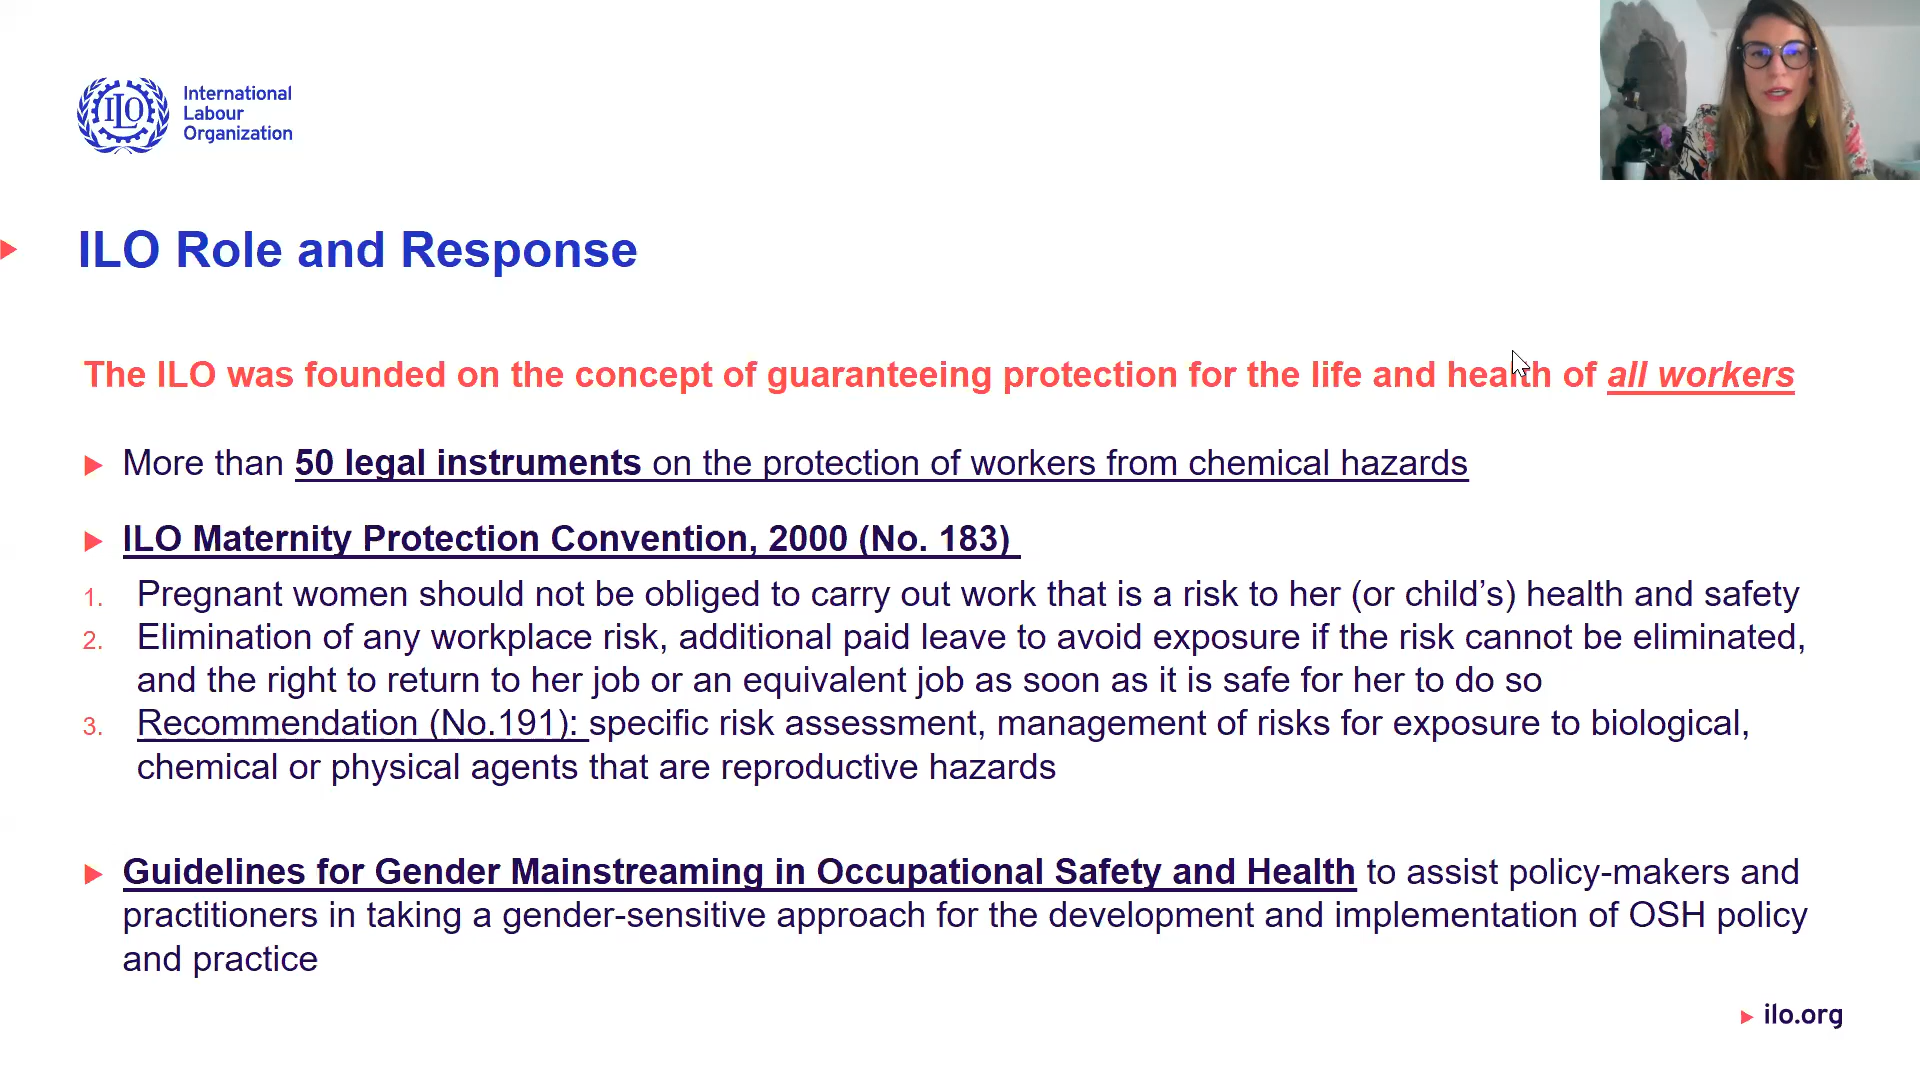 ILO
International
Labour
Organization
ILO Role and Response
The ILO was founded on the concept of guaranteeing protection for the life and health of all workers
More than 50 legal instruments on the protection of workers from chemical hazards
ILO Maternity Protection Convention, 2000 (No. 183)
1. Pregnant women should not be obliged to carry out work that is a risk to her (or child’s) health and safety
2. Elimination of any workplace risk, additional paid leave to avoid exposure if the risk cannot be eliminated,
and the right to return to her job or an equivalent job as soon as it is safe for her to do so
3. Recommendation (No.191): specific risk assessment, management of risks for exposure to biological,
chemical or physical agents that are reproductive hazards
Guidelines for Gender Mainstreaming in Occupational Safety and Health to assist policy-makers and
practitioners in taking a gender-sensitive approach for the development and implementation of OSH policy
and practice
ilo.org